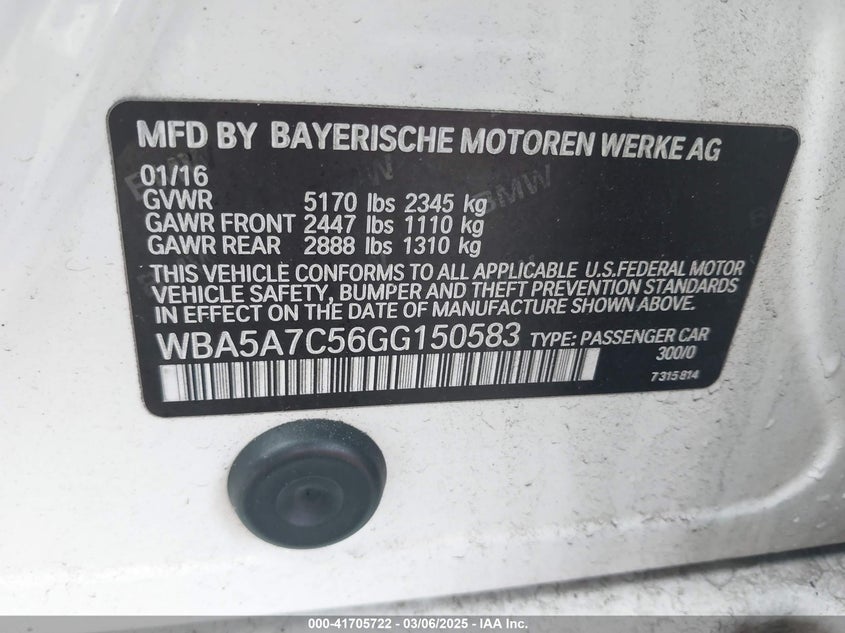 MFD BY BAYERISCHE MOTOREN WERKE AG
01/16
GVWR 5170 lbs 2345 kg
GAWR FRONT 2447 lbs 1110 kg
GAWR REAR 2888 lbs 1310 kg
THIS VEHICLE CONFORMS TO ALL APPLICABLE U.S.FEDERAL MOTOR
VEHICLE SAFETY, BUMPER AND THEFT PREVENTION STANDARDS
IN EFFECT ON THE DATE OF MANUFACTURE SHOWN ABOVE.
WBA5A7C56GG150583 TYPE: PASSENGER CAR
300/0
7315814
BMW
000-41705722 - 03/06/2025 - IAA Inc.